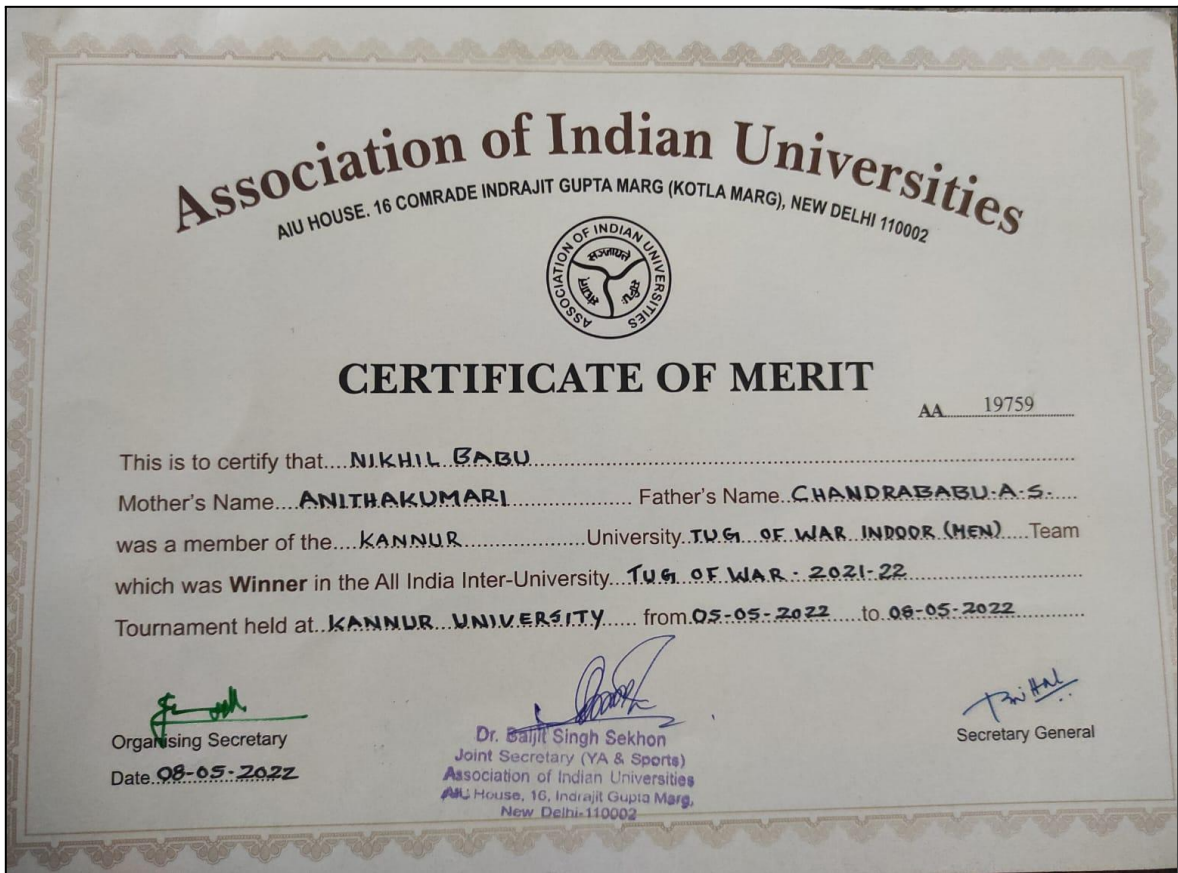 Association of Indian Universities
AIU HOUSE. 16 COMRADE INDRAJIT GUPTA MARG (KOTLA MARG), NEW DELHI 110002
ASSOCIATION OF INDIAN UNIVERSITIES
CERTIFICATE OF MERIT
AA 19759
This is to certify that....NIKHIL BABU
Mother's Name....ANITHAKUMARI Father's Name..CHANDRABABU.A.S.
was a member of the....KANNUR University..TUG OF WAR INDOOR (MEN) Team
which was Winner in the All India Inter-University...TUG OF WAR - 2021-22
Tournament held at..KANNUR UNIVERSITY from 05-05-2022 to 08-05-2022
Organising Secretary
Date 08-05-2022
Dr. Baljit Singh Sekhon
Joint Secretary (YA & Sports)
Association of Indian Universities
AIU House, 16, Indrajit Gupta Marg,
New Delhi-110002
Secretary General